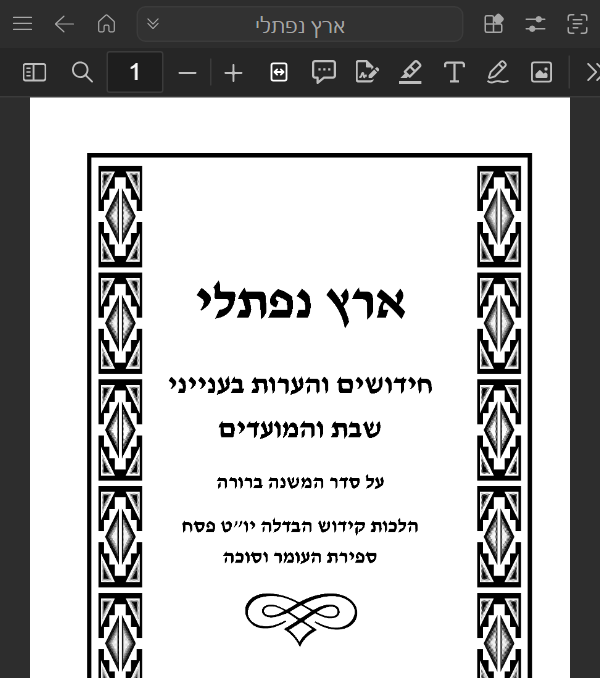 ארץ נפתלי
1
ארץ נפתלי
חידושים והערות בענייני
שבת והמועדים
על סדר המשנה ברורה
הלכות קידוש הבדלה יו״ט פסח
ספירת העומר וסוכה